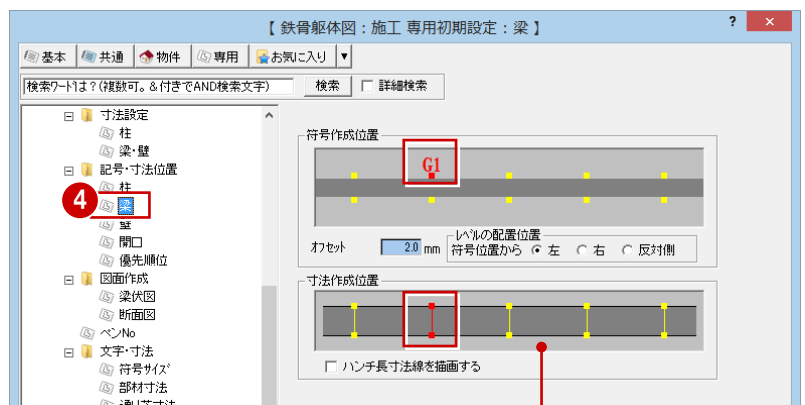 【 鉄骨躯体図：施工 専用初期設定：梁 】
? ×
基本 共通 物件 専用 お気に入り ▼
検索ワードは？(複数可。＆付きでAND検索文字) 検索 詳細検索
寸法設定
柱
梁・壁
記号・寸法位置
柱
4
梁
壁
開口
優先順位
図面作成
梁伏図
断面図
ペンNo
文字・寸法
符号サイズ
部材寸法
符号作成位置
G1
オフセット 2.0 mm
レベルの配置位置
符号位置から 左 右 反対側
寸法作成位置
ハンチ長寸法線を描画する